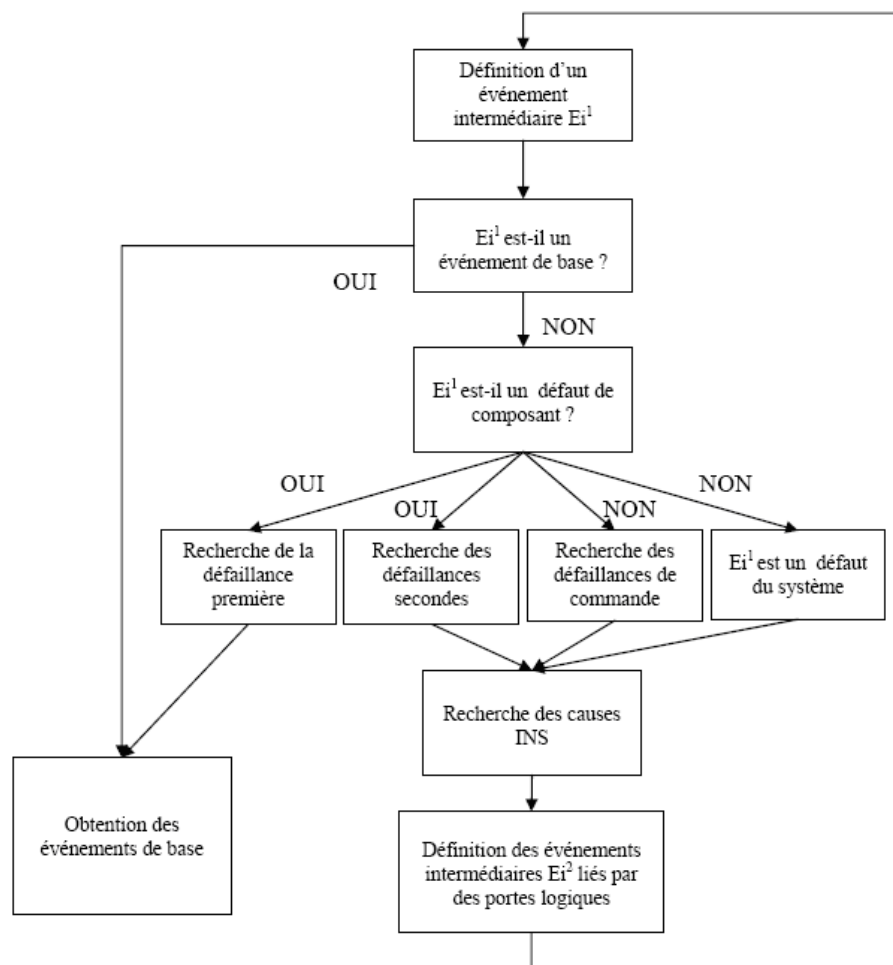 Définition d’un
événement
intermédiaire Ei¹
Ei¹ est-il un
événement de base ?
OUI
NON
Ei¹ est-il un défaut de
composant ?
OUI
OUI
NON
NON
Recherche de la
défaillance
première
Recherche des
défaillances
secondes
Recherche des
défaillances de
commande
Ei¹ est un défaut
du système
Recherche des causes
INS
Obtention des
événements de base
Définition des événements
intermédiaires Ei² liés par
des portes logiques